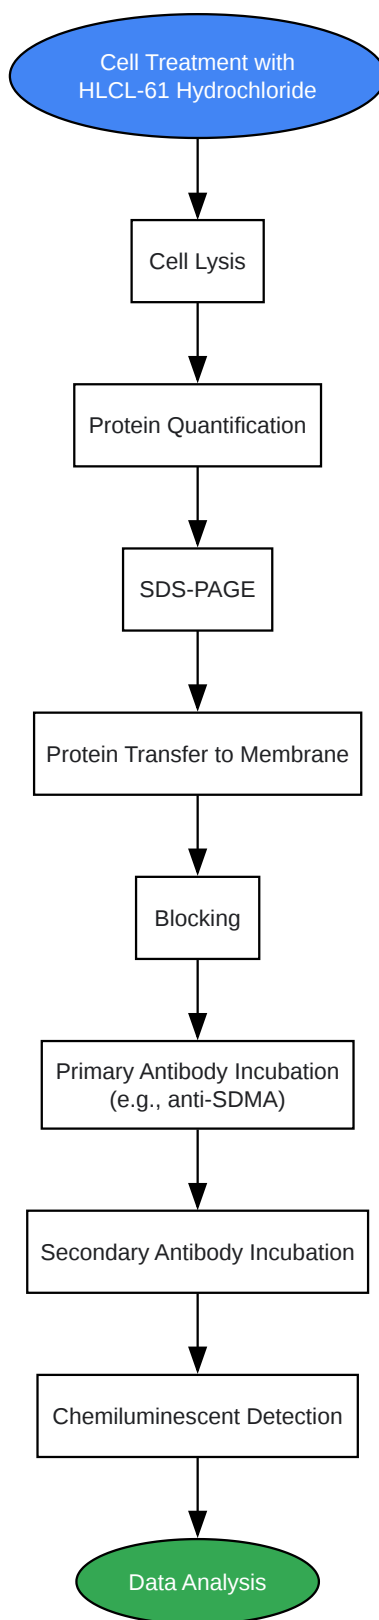 Cell Treatment with
HLCL-61 Hydrochloride
Cell Lysis
Protein Quantification
SDS-PAGE
Protein Transfer to Membrane
Blocking
Primary Antibody Incubation
(e.g., anti-SDMA)
Secondary Antibody Incubation
Chemiluminescent Detection
Data Analysis